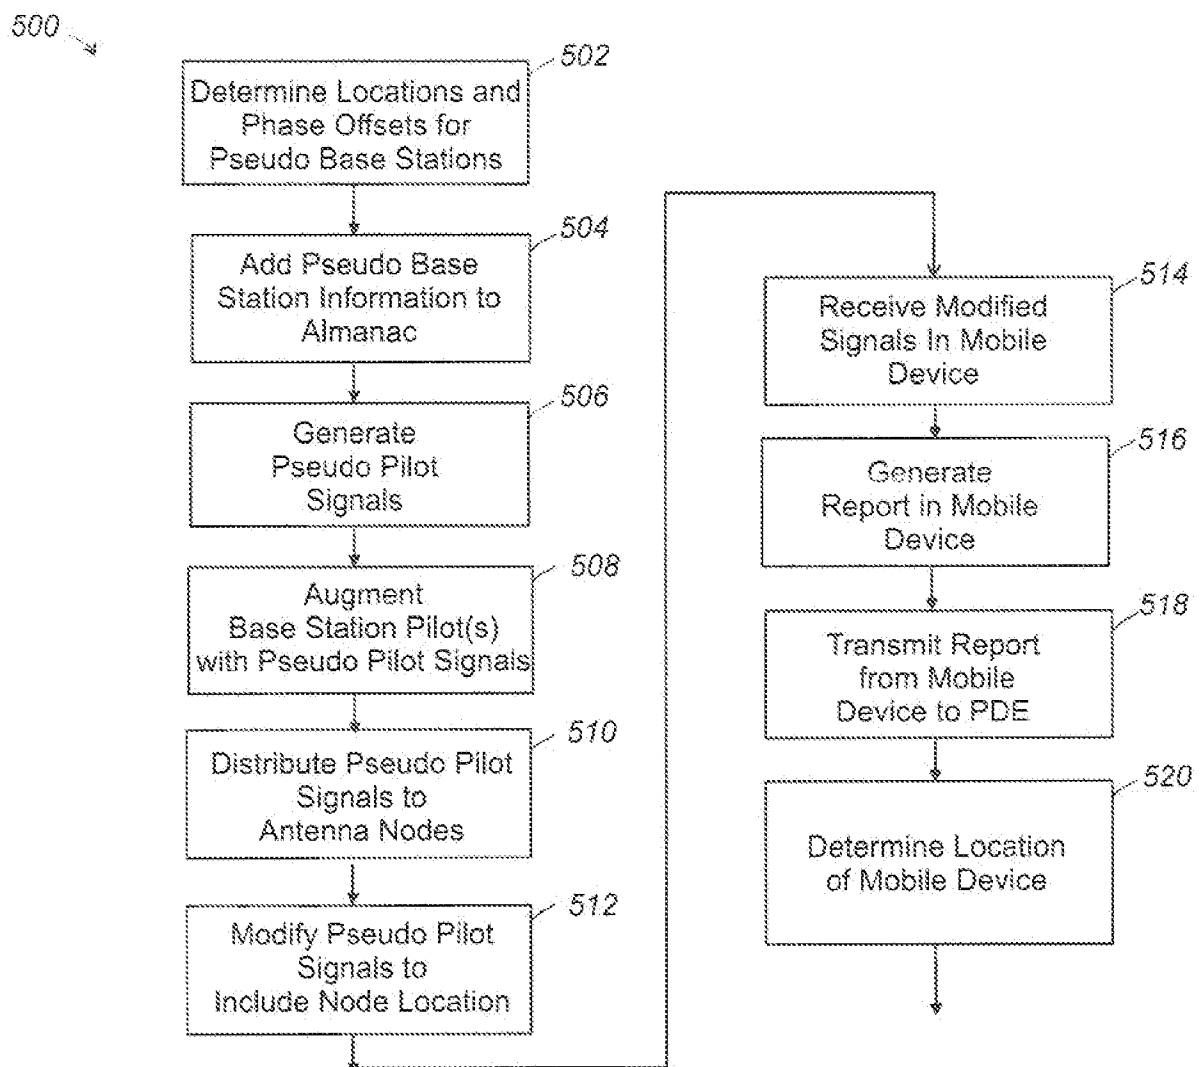 500
502
Determine Locations and
Phase Offsets for
Pseudo Base Stations
504
Add Pseudo Base
Station Information to
Almanac
506
Generate
Pseudo Pilot
Signals
508
Augment
Base Station Pilot(s)
with Pseudo Pilot Signals
510
Distribute Pseudo Pilot
Signals to
Antenna Nodes
512
Modify Pseudo Pilot
Signals to
Include Node Location
514
Receive Modified
Signals In Mobile
Device
516
Generate
Report in Mobile
Device
518
Transmit Report
from Mobile
Device to PDE
520
Determine Location
of Mobile Device